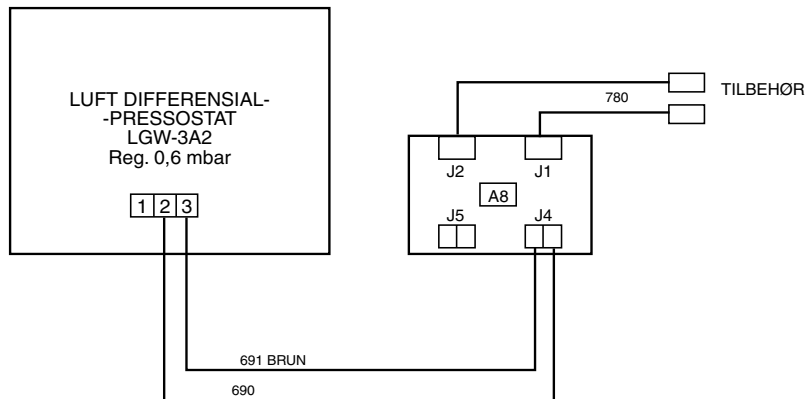 LUFT DIFFERENSIAL-
-PRESSOSTAT
LGW-3A2
Reg. 0,6 mbar
1 2 3
780
TILBEHØR
J2 J1
A8
J5 J4
691 BRUN
690